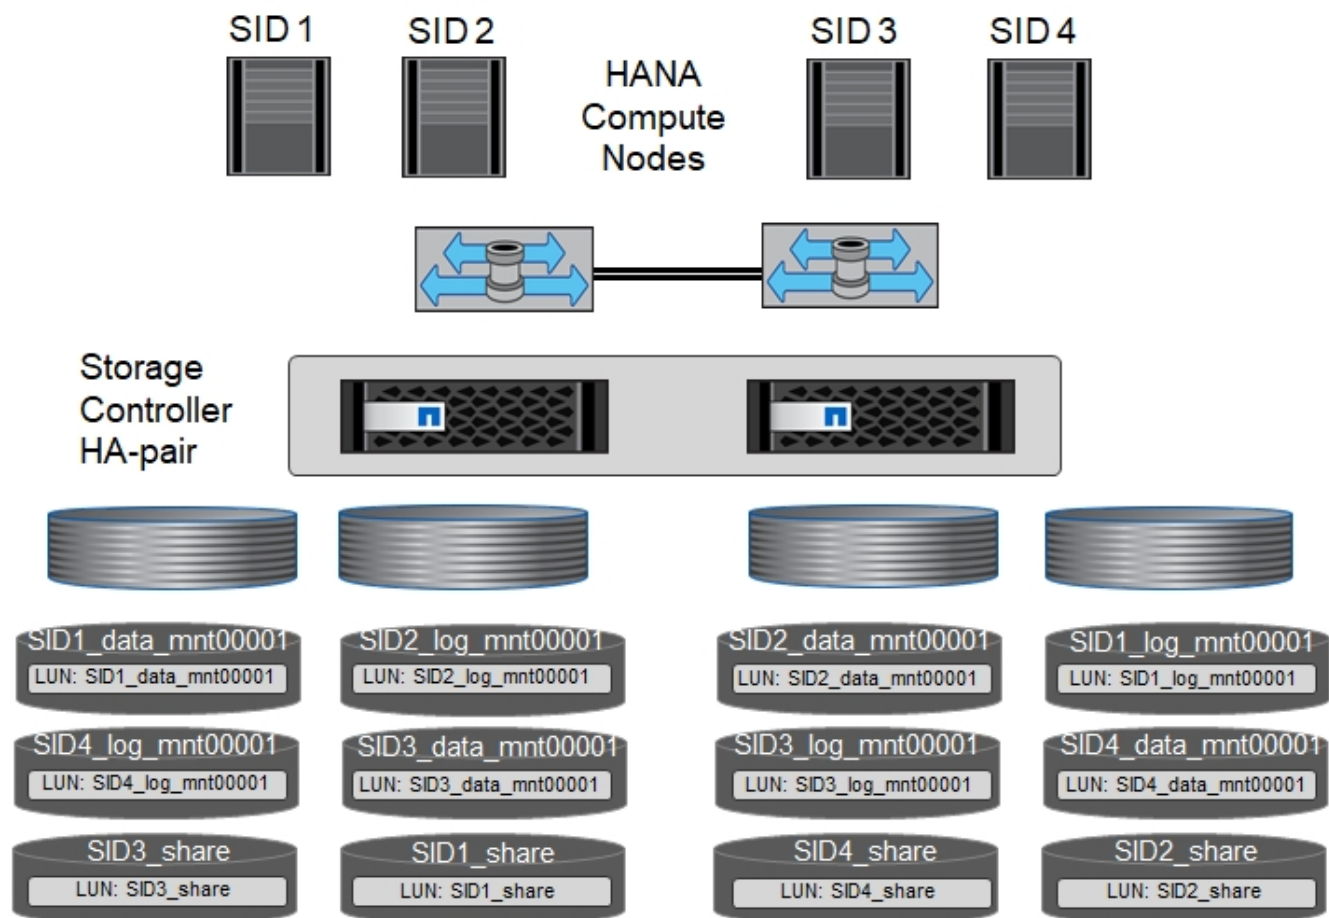 SID 1
SID 2
SID 3
SID 4
HANA
Compute
Nodes
Storage
Controller
HA-pair
SID1_data_mnt00001
LUN: SID1_data_mnt00001
SID2_log_mnt00001
LUN: SID2_log_mnt00001
SID2_data_mnt00001
LUN: SID2_data_mnt00001
SID1_log_mnt00001
LUN: SID1_log_mnt00001
SID4_log_mnt00001
LUN: SID4_log_mnt00001
SID3_data_mnt00001
LUN: SID3_data_mnt00001
SID3_log_mnt00001
LUN: SID3_log_mnt00001
SID4_data_mnt00001
LUN: SID4_data_mnt00001
SID3_share
LUN: SID3_share
SID1_share
LUN: SID1_share
SID4_share
LUN: SID4_share
SID2_share
LUN: SID2_share